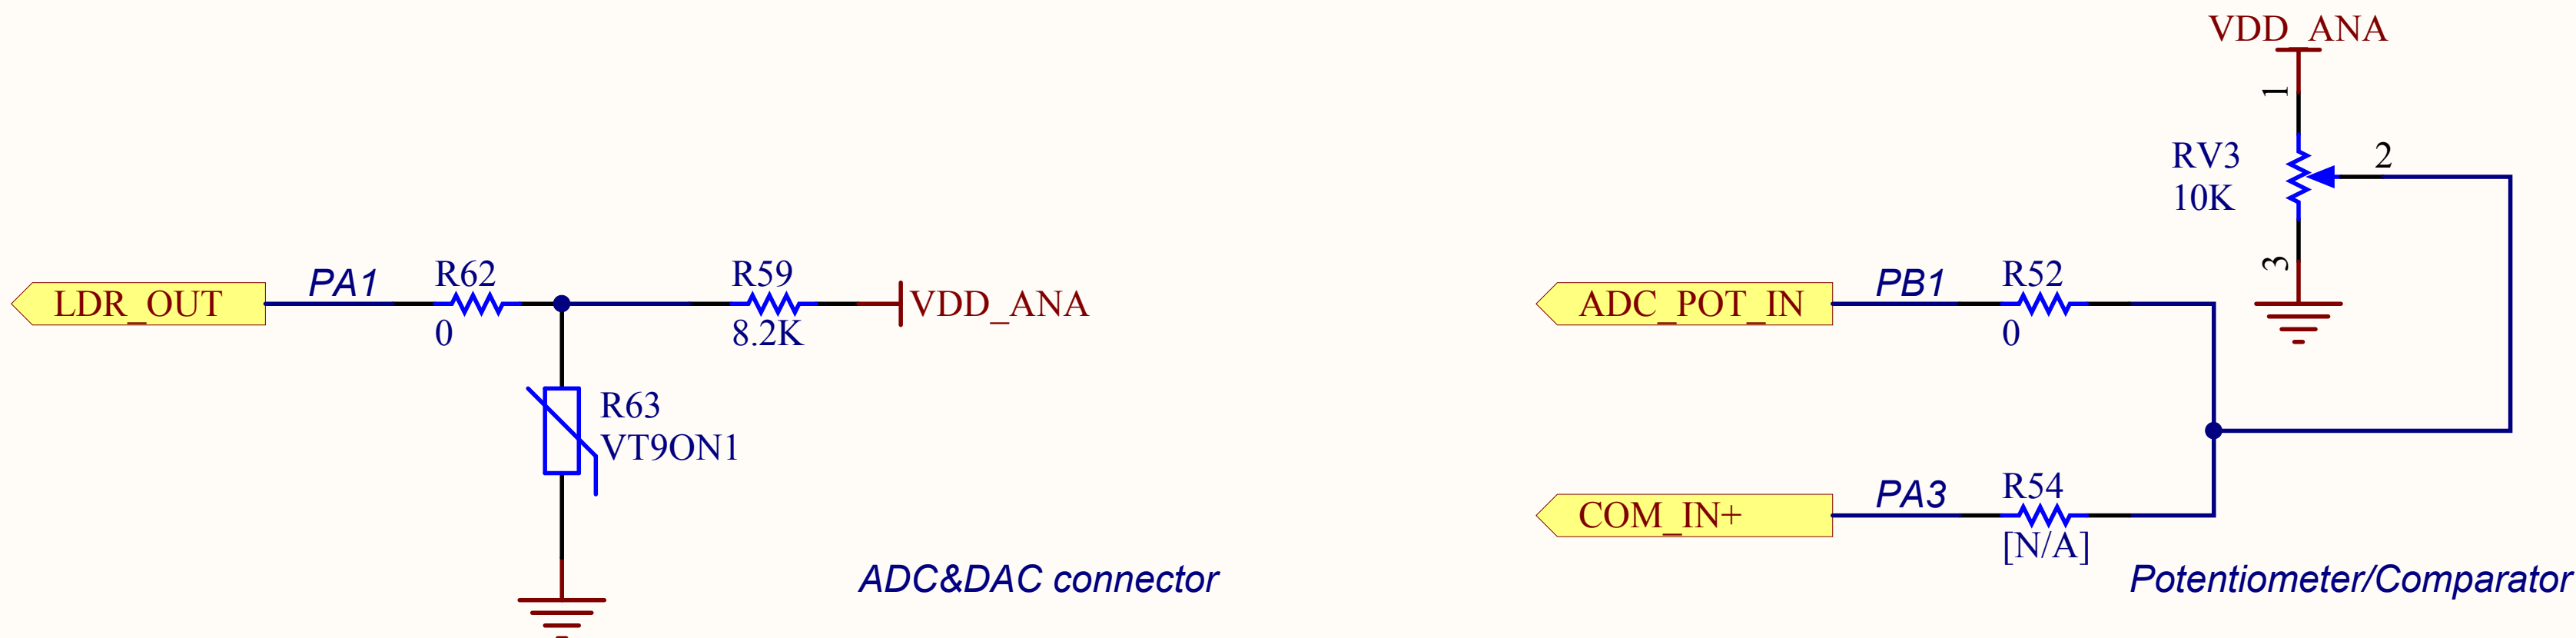 VDD_ANA
1
RV3
10K
2
3
LDR_OUT
PA1
R62
0
R59
8.2K
VDD_ANA
R63
VT9ON1
ADC&DAC connector
ADC_POT_IN
PB1
R52
0
COM_IN+
PA3
R54
[N/A]
Potentiometer/Comparator